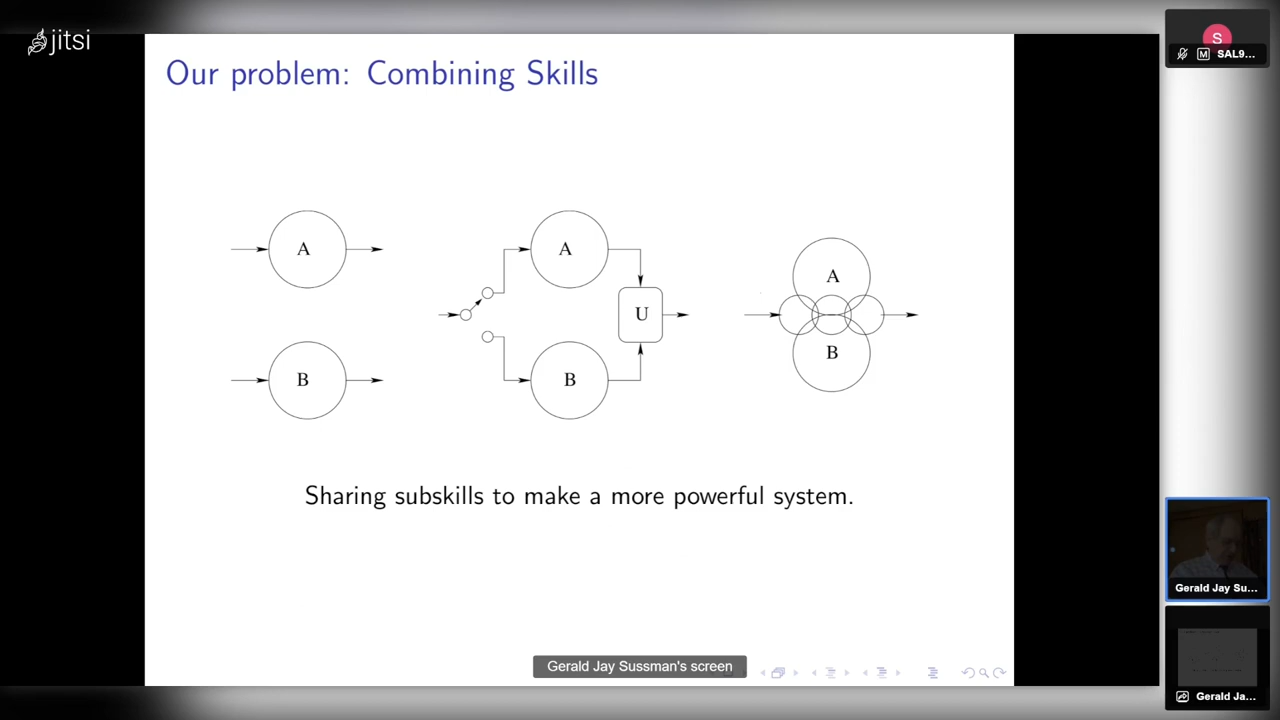 jitsi
Our problem: Combining Skills
A
B
A
B
U
A
B
Sharing subskills to make a more powerful system.
Gerald Jay Sussman's screen
S
M SAL9...
Gerald Jay Su...
Gerald Ja...